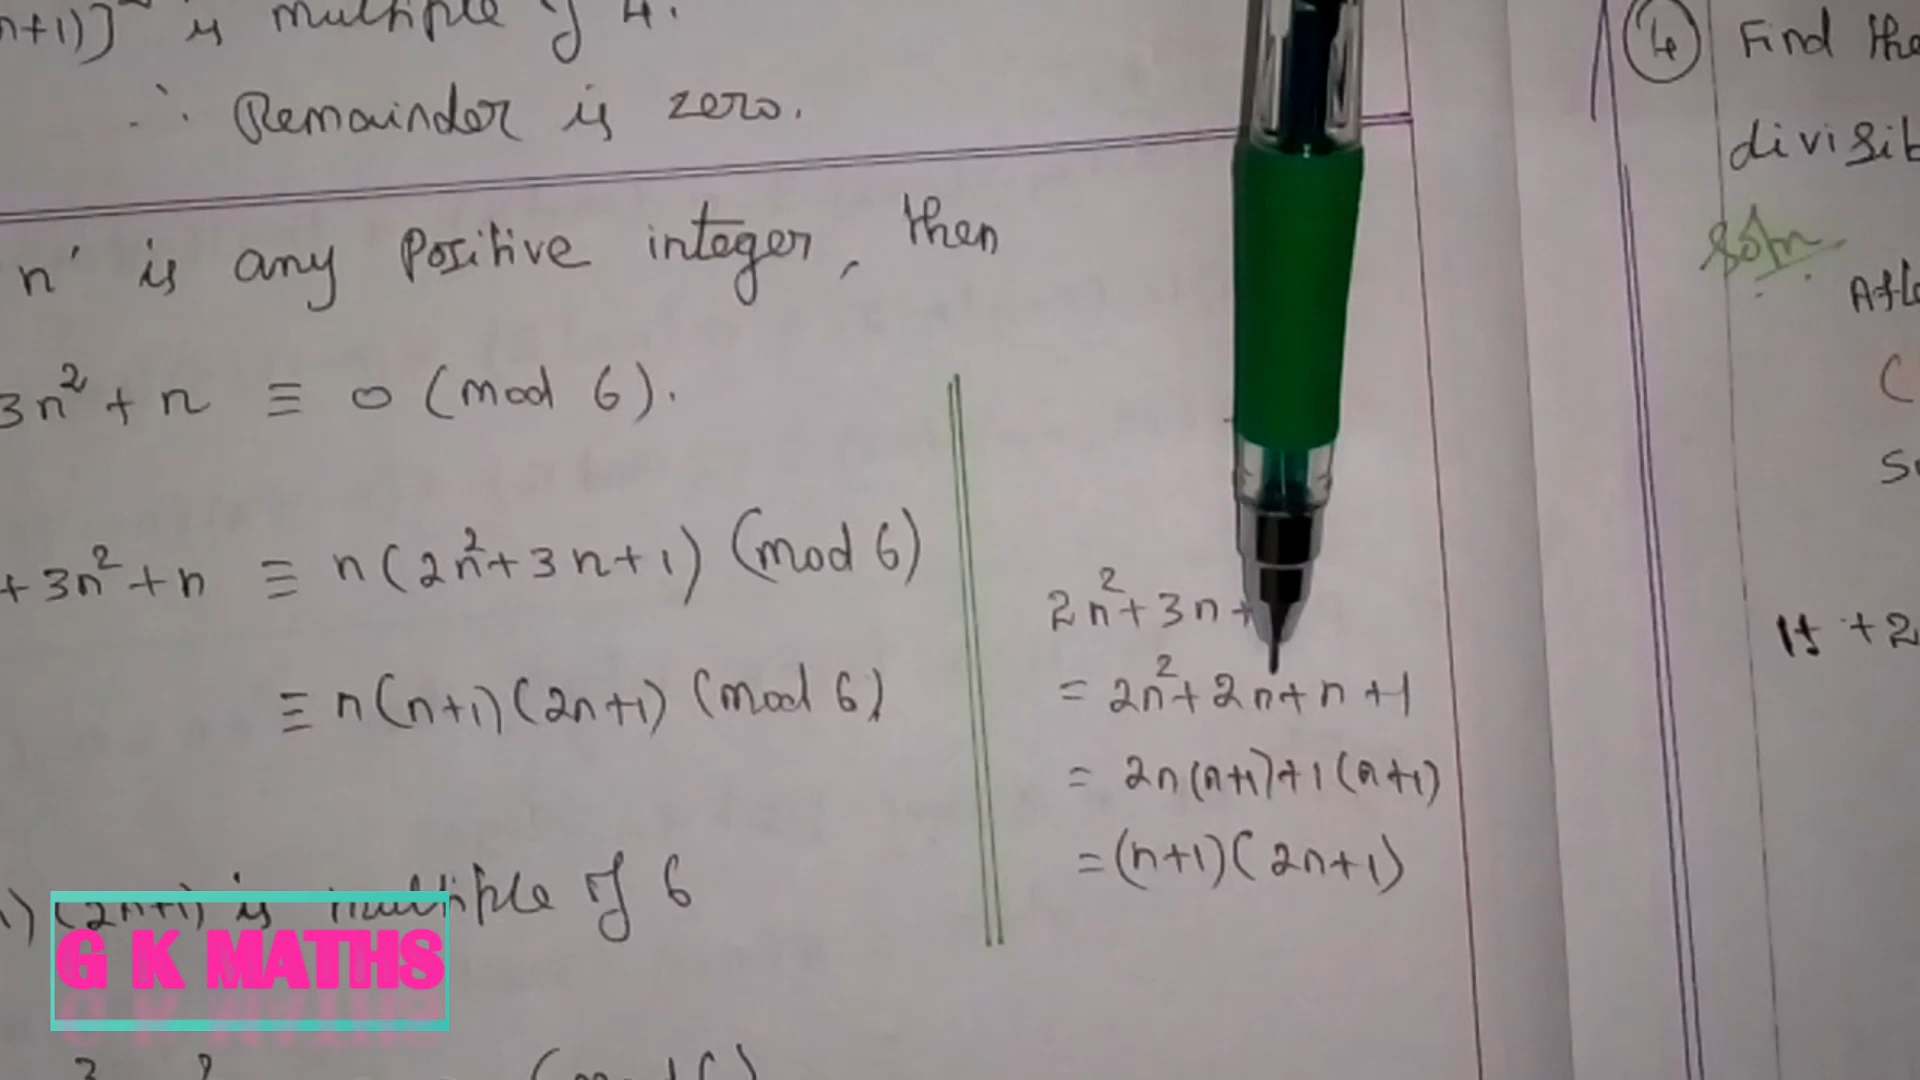 n+1)]² is multiple of 4.
∴ Remainder is zero.
n' is any positive integer, then
3n² + n ≡ 0 (mod 6).
+ 3n² + n ≡ n(2n² + 3n + 1) (mod 6)
≡ n(n+1)(2n+1) (mod 6)
1)(2n+1) is multiple of 6
2n² + 3n +
= 2n² + 2n + n + 1
= 2n(n+1) + 1(n+1)
= (n+1)(2n+1)
G K MATHS
4 Find the
divisib
Soln